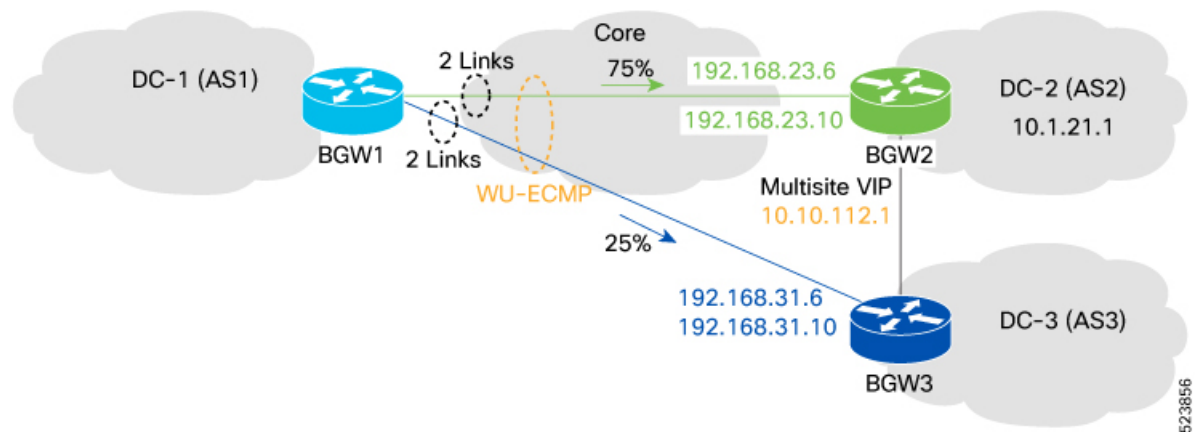 Core
DC-1 (AS1)
2 Links
75%
192.168.23.6
DC-2 (AS2)
192.168.23.10
10.1.21.1
BGW1
2 Links
BGW2
WU-ECMP
Multisite VIP
10.10.112.1
25%
192.168.31.6
192.168.31.10
DC-3 (AS3)
BGW3
523856